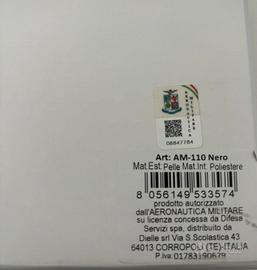 MILITARE
AERONAUTICA
08847784
Art: AM-110 Nero
Mat.Est:Pelle Mat.Int: Poliestere
8 056149 533574
prodotto autorizzato
dall'AERONAUTICA MILITARE
su licenza concessa da Difesa
Servizi spa, distribuito da
Dielle srl Via S.Scolastica 43
64013 CORROPOLI (TE)-ITALIA
P.Iva:01783190679